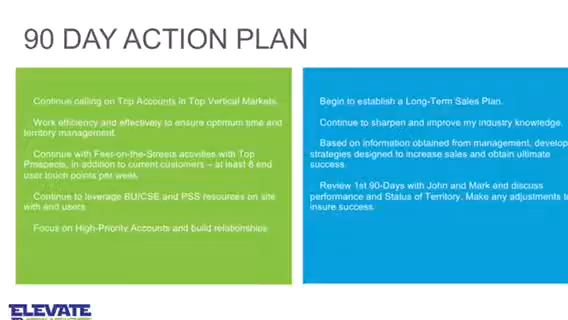 90 DAY ACTION PLAN
Continue calling on Top Accounts in Top Vertical Markets.
Work efficiency and effectively to ensure optimum time and
territory management.
Continue with Feet-on-the-Streets activities with Top
Prospects, in addition to current customers – at least 8 end
user touch points per week.
Continue to leverage BU/CSE and PSS resources on site
with end users.
Focus on High-Priority Accounts and build relationships.
Begin to establish a Long-Term Sales Plan.
Continue to sharpen and improve my industry knowledge.
Based on information obtained from management, develop
strategies designed to increase sales and obtain ultimate
success.
Review 1st 90-Days with John and Mark and discuss
performance and Status of Territory. Make any adjustments to
insure success.
ELEVATE